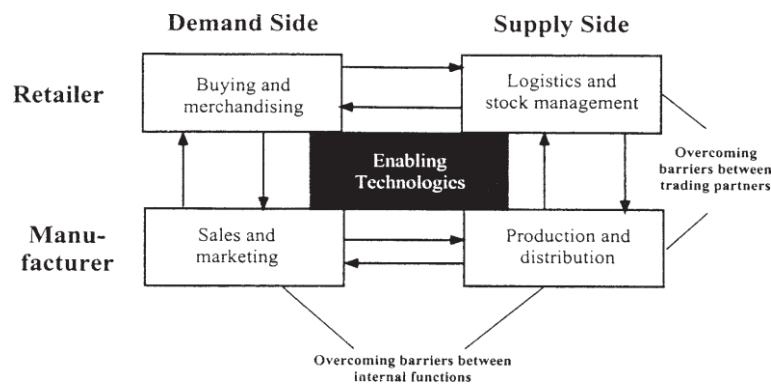 Demand Side
Supply Side
Retailer
Buying and
merchandising
Logistics and
stock management
Enabling
Technologies
Overcoming
barriers between
trading partners
Manu-
facturer
Sales and
marketing
Production and
distribution
Overcoming barriers between
internal functions